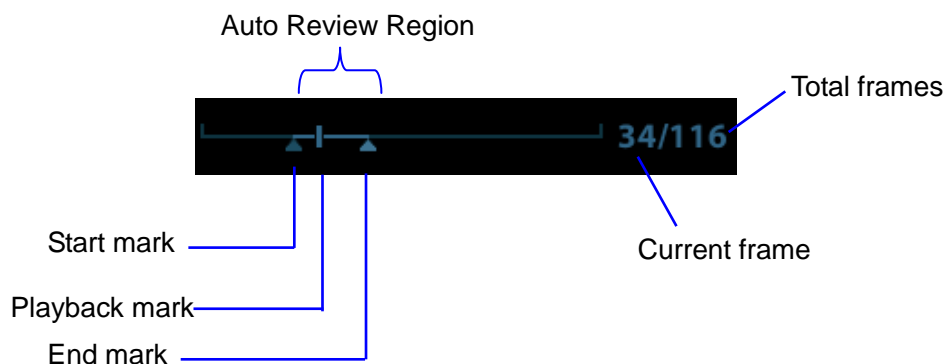 Auto Review Region
Total frames
34/116
Start mark
Current frame
Playback mark
End mark